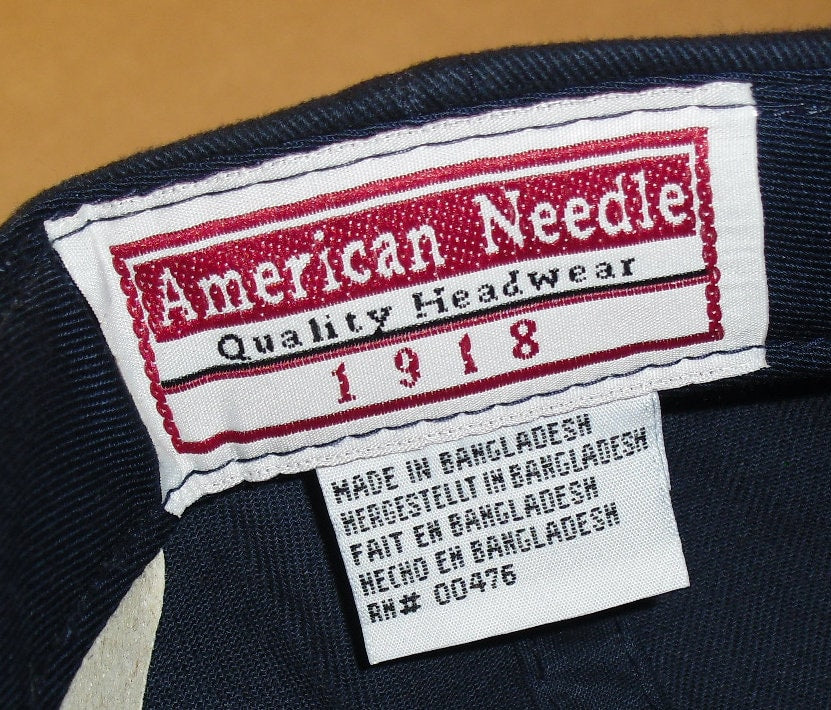 American Needle
Quality Headwear
1918
MADE IN BANGLADESH
HERGESTELLT IN BANGLADESH
FAIT EN BANGLADESH
HECHO EN BANGLADESH
RN# 00476